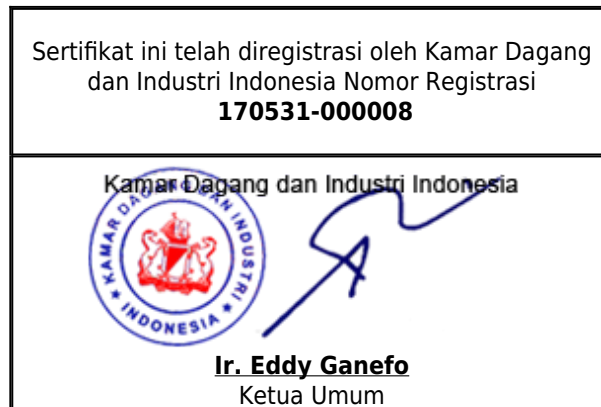 Sertifikat ini telah diregistrasi oleh Kamar Dagang
dan Industri Indonesia Nomor Registrasi
170531-000008
Kamar Dagang dan Industri Indonesia
KAMAR DAGANG DAN INDUSTRI
INDONESIA
Ir. Eddy Ganefo
Ketua Umum